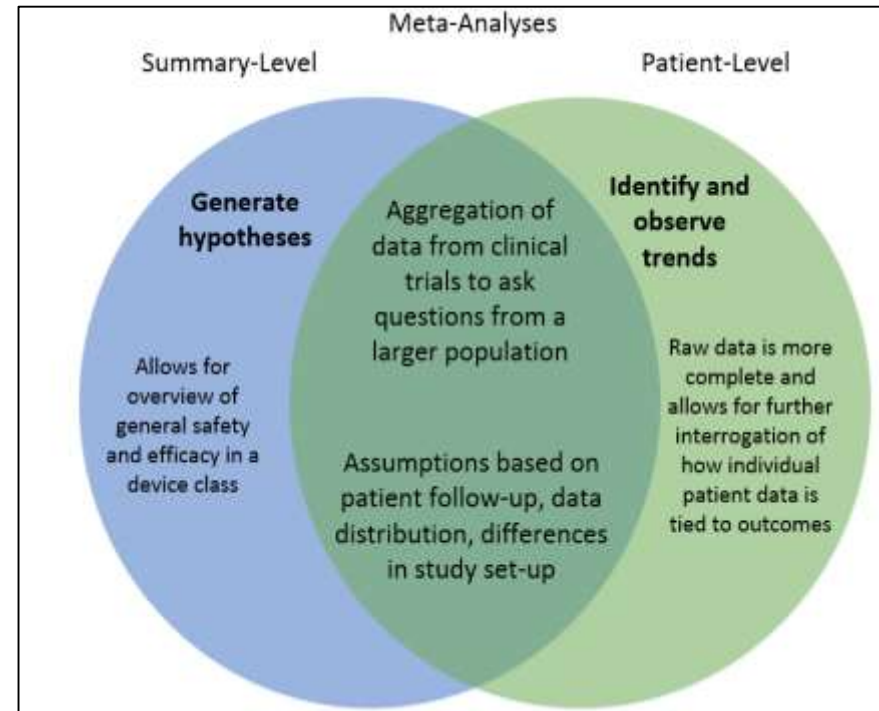 Meta-Analyses
Summary-Level
Patient-Level
Generate
hypotheses
Allows for
overview of
general safety
and efficacy in a
device class
Aggregation of
data from clinical
trials to ask
questions from a
larger population
Assumptions based on
patient follow-up, data
distribution, differences
in study set-up
Identify and
observe
trends
Raw data is more
complete and
allows for further
interrogation of
how individual
patient data is
tied to outcomes